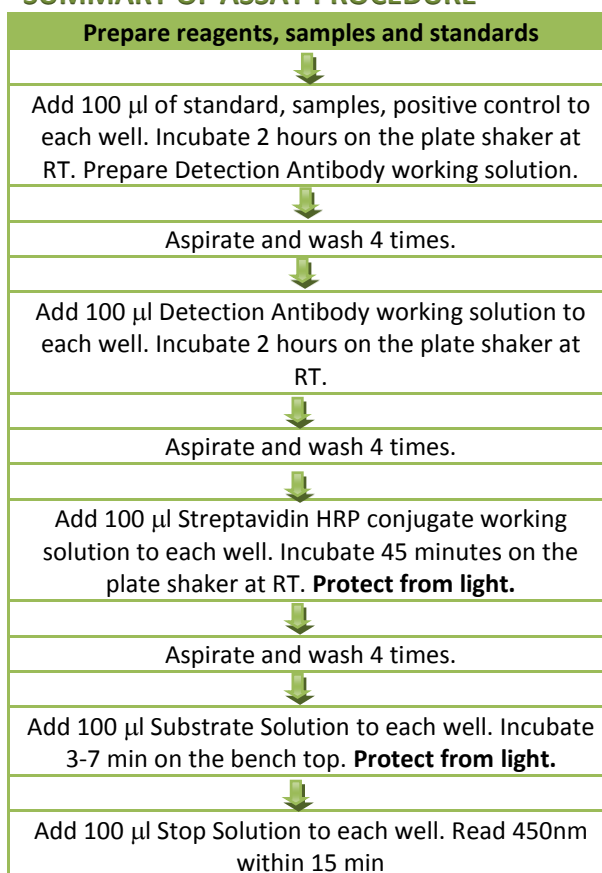 SUMMARY OF ASSAY PROCEDURE
Prepare reagents, samples and standards
Add 100 μl of standard, samples, positive control to
each well. Incubate 2 hours on the plate shaker at
RT. Prepare Detection Antibody working solution.
Aspirate and wash 4 times.
Add 100 μl Detection Antibody working solution to
each well. Incubate 2 hours on the plate shaker at
RT.
Aspirate and wash 4 times.
Add 100 μl Streptavidin HRP conjugate working
solution to each well. Incubate 45 minutes on the
plate shaker at RT. Protect from light.
Aspirate and wash 4 times.
Add 100 μl Substrate Solution to each well. Incubate
3-7 min on the bench top. Protect from light.
Add 100 μl Stop Solution to each well. Read 450nm
within 15 min